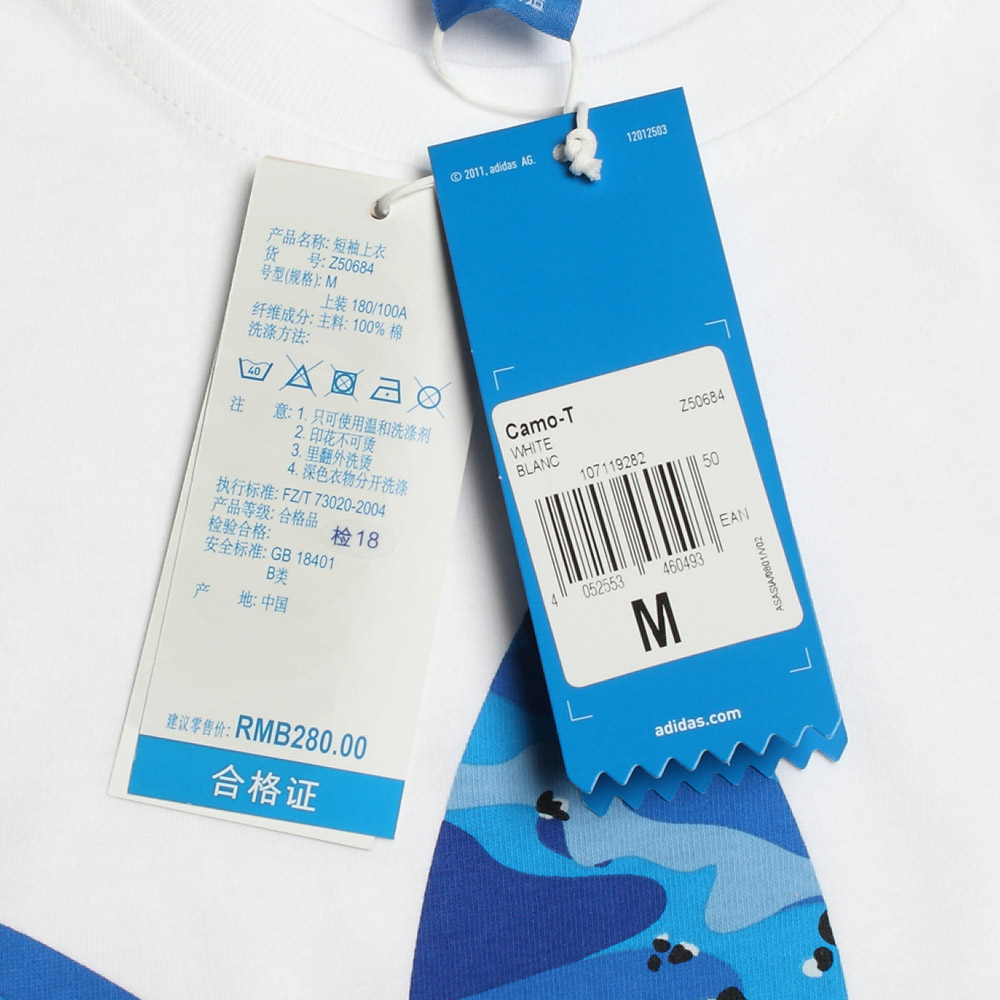 产品名称: 短袖上衣
货 号: Z50684
号型(规格): M
上装 180/100A
纤维成分: 主料: 100% 棉
洗涤方法:
40
注 意: 1. 只可使用温和洗涤剂
2. 印花不可烫
3. 里翻外洗烫
4. 深色衣物分开洗涤
执行标准: FZ/T 73020-2004
产品等级: 合格品
检验合格: 检18
安全标准: GB 18401
B类
产 地: 中国
建议零售价: RMB280.00
合格证
© 2011, adidas AG.
12012503
Camo-T Z50684
WHITE
BLANC
107119282 50
EAN
4 052553 460493
M
ASASIA/0801/V02
adidas.com